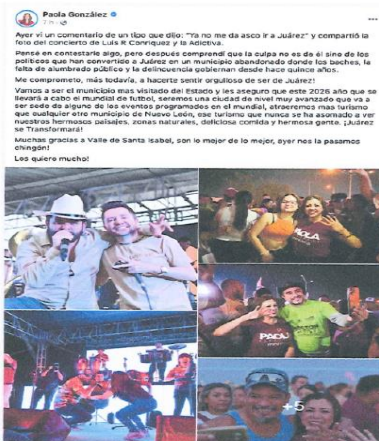 Paola González
7 h
Ayer ví un comentario de un tipo que dijo: "Ya no me da asco ir a Juárez" y compartió la
foto del concierto de Luis R Conriquez y la Adictiva.
Pensé en contestarle algo, pero después comprendí que la culpa no es de él sino de los
políticos que han convertido a Juárez en un municipio abandonado donde los baches, la
falta de alumbrado público y la delincuencia gobiernan desde hace quince años.
Me comprometo, más todavía, a hacerte sentir orgulloso de ser de Juárez!
Vamos a ser el municipio mas visitado del Estado y les aseguro que este 2026 año que se
llevará a cabo el mundial de futbol, seremos una ciudad de nivel muy avanzado que va a
ser sede de alguno de los eventos programados en el mundial, atraeremos mas turismo
que cualquier otro municipio de Nuevo León, ese turismo que nunca se ha asomado a ver
nuestros hermosos paisajes, zonas naturales, deliciosa comida y hermosa gente. ¡Juárez
se Transformará!
Muchas gracias a Valle de Santa Isabel, son lo mejor de lo mejor, ayer nos la pasamos
chingón!
Los quiero mucho!
PAOLA
PAOLA
+5